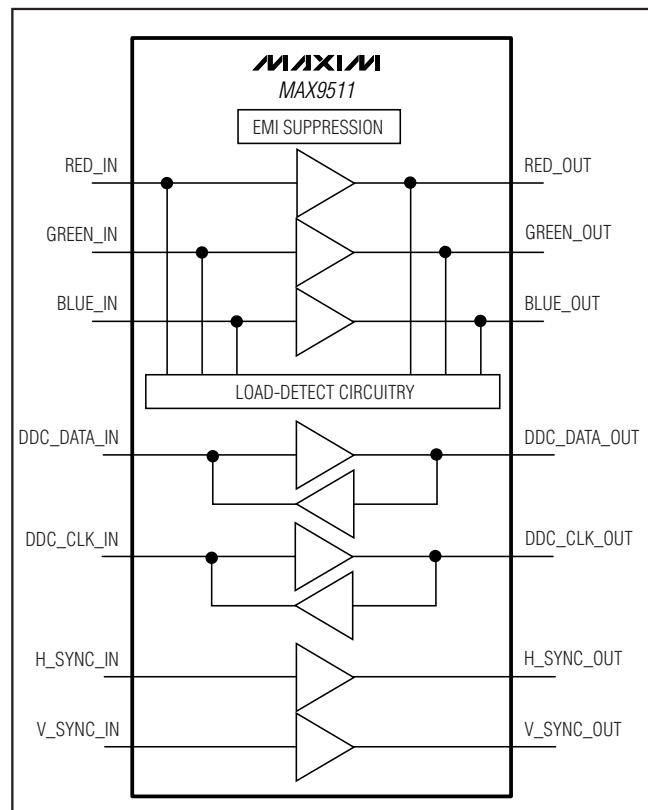 MAXIM
MAX9511
EMI SUPPRESSION
RED_IN
RED_OUT
GREEN_IN
GREEN_OUT
BLUE_IN
BLUE_OUT
LOAD-DETECT CIRCUITRY
DDC_DATA_IN
DDC_DATA_OUT
DDC_CLK_IN
DDC_CLK_OUT
H_SYNC_IN
H_SYNC_OUT
V_SYNC_IN
V_SYNC_OUT